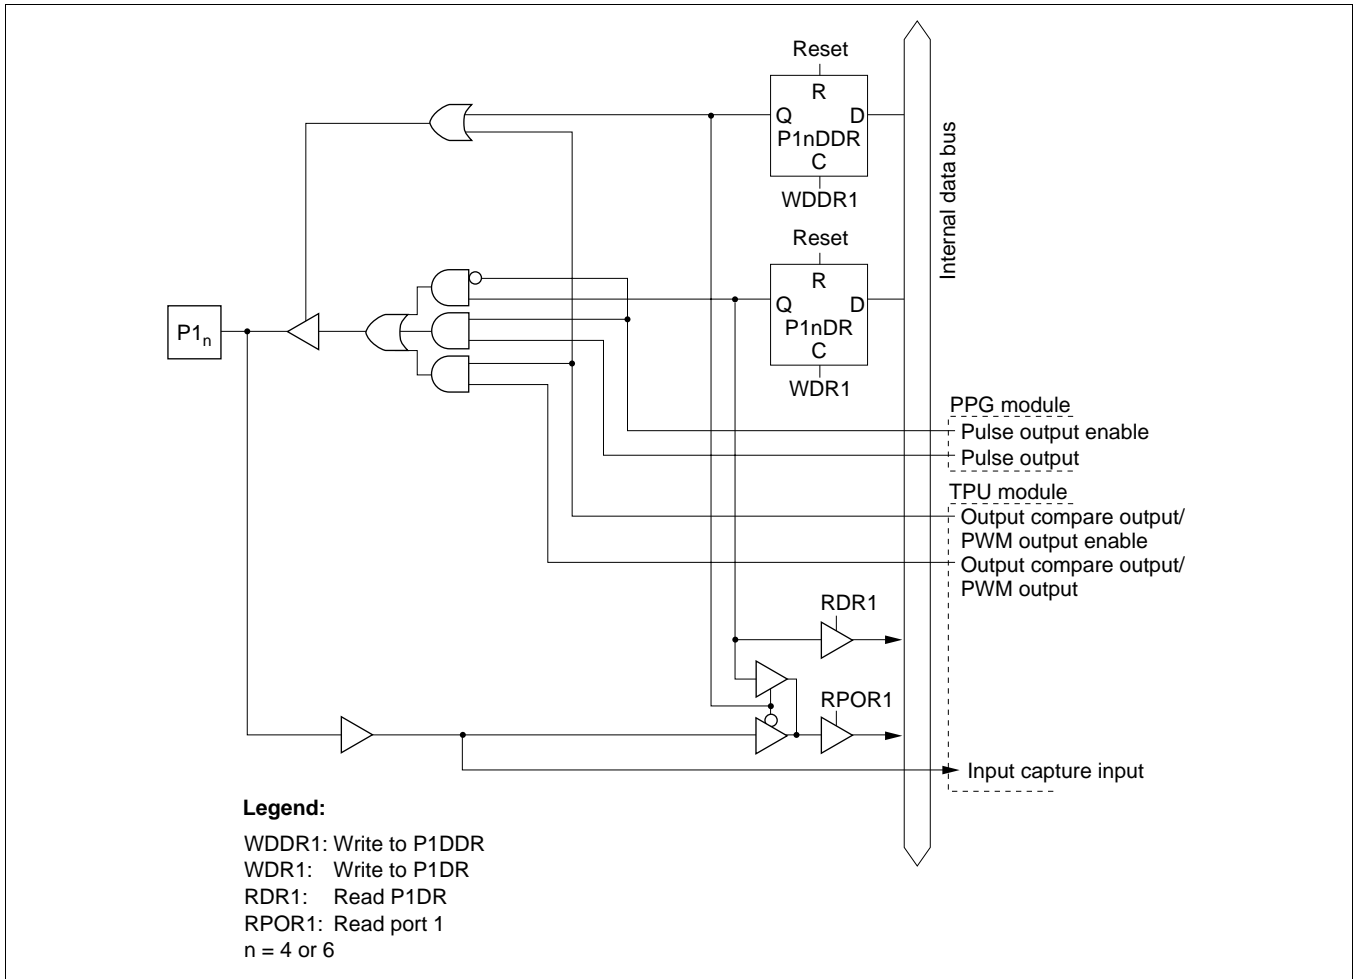 Reset
R
Q D
P1nDDR
C
WDDR1
Internal data bus
Reset
R
Q D
P1nDR
C
WDR1
P1n
PPG module
Pulse output enable
Pulse output
TPU module
Output compare output/
PWM output enable
Output compare output/
PWM output
RDR1
RPOR1
Input capture input
Legend:
WDDR1: Write to P1DDR
WDR1: Write to P1DR
RDR1: Read P1DR
RPOR1: Read port 1
n = 4 or 6